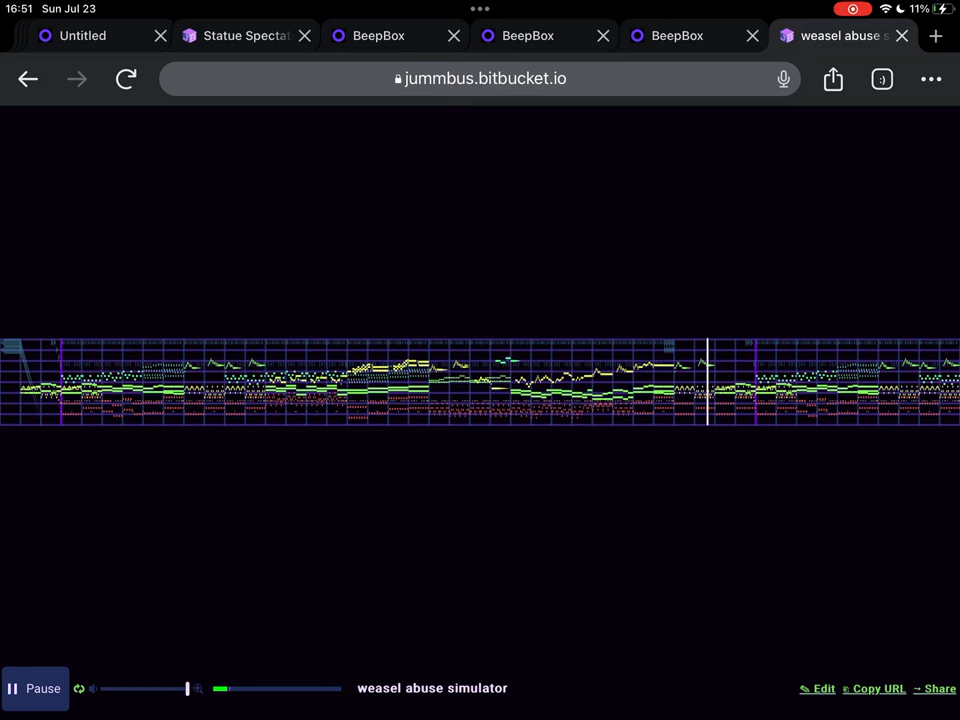 16:51 Sun Jul 23 11%
Untitled Statue Spectat BeepBox BeepBox BeepBox weasel abuse s
jummbus.bitbucket.io
Pause weasel abuse simulator Edit Copy URL Share